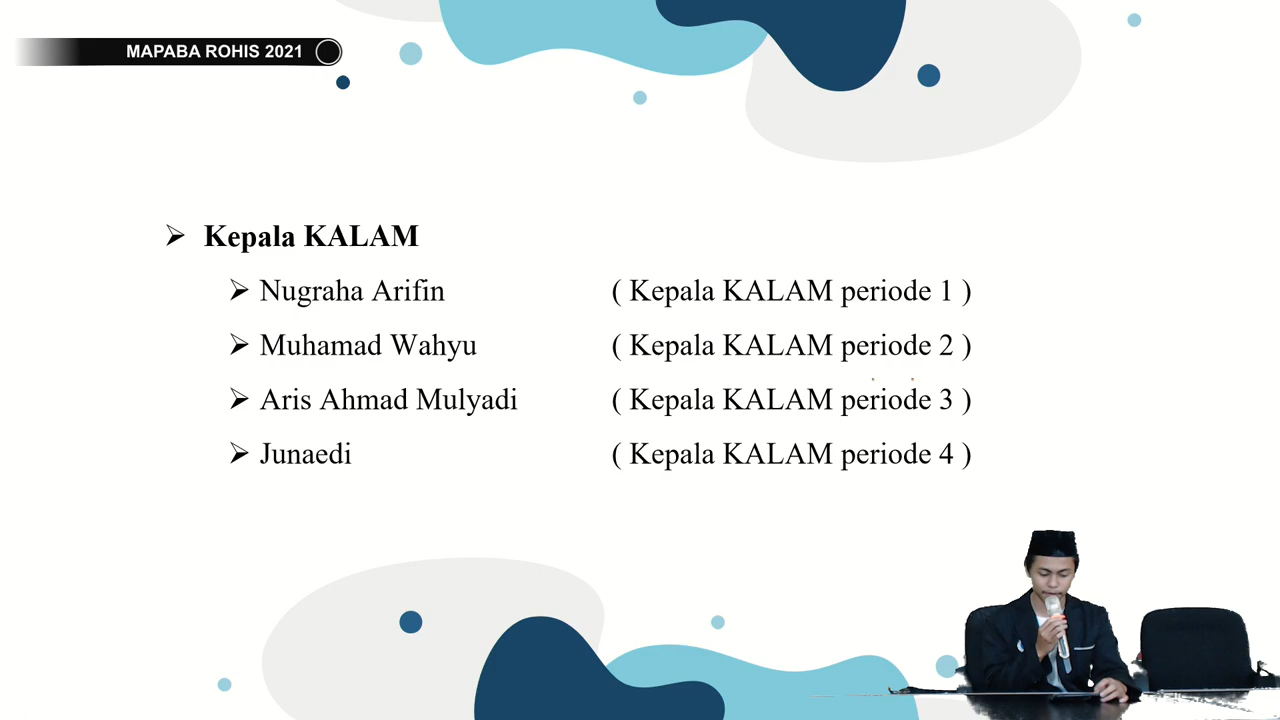 MAPABA ROHIS 2021
➢ Kepala KALAM
➢ Nugraha Arifin ( Kepala KALAM periode 1 )
➢ Muhamad Wahyu ( Kepala KALAM periode 2 )
➢ Aris Ahmad Mulyadi ( Kepala KALAM periode 3 )
➢ Junaedi ( Kepala KALAM periode 4 )